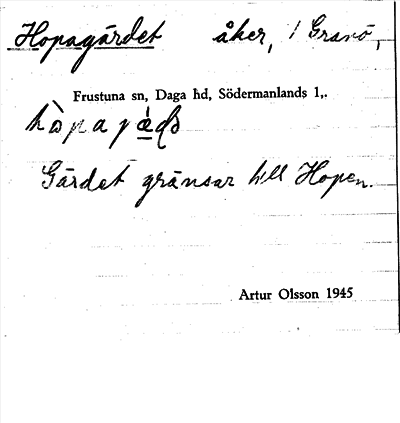 Hopagärdet åker, i Granö,
Frustuna sn, Daga hd, Södermanlands l,.
Gärdet gränsar till Hopen.
Artur Olsson 1945